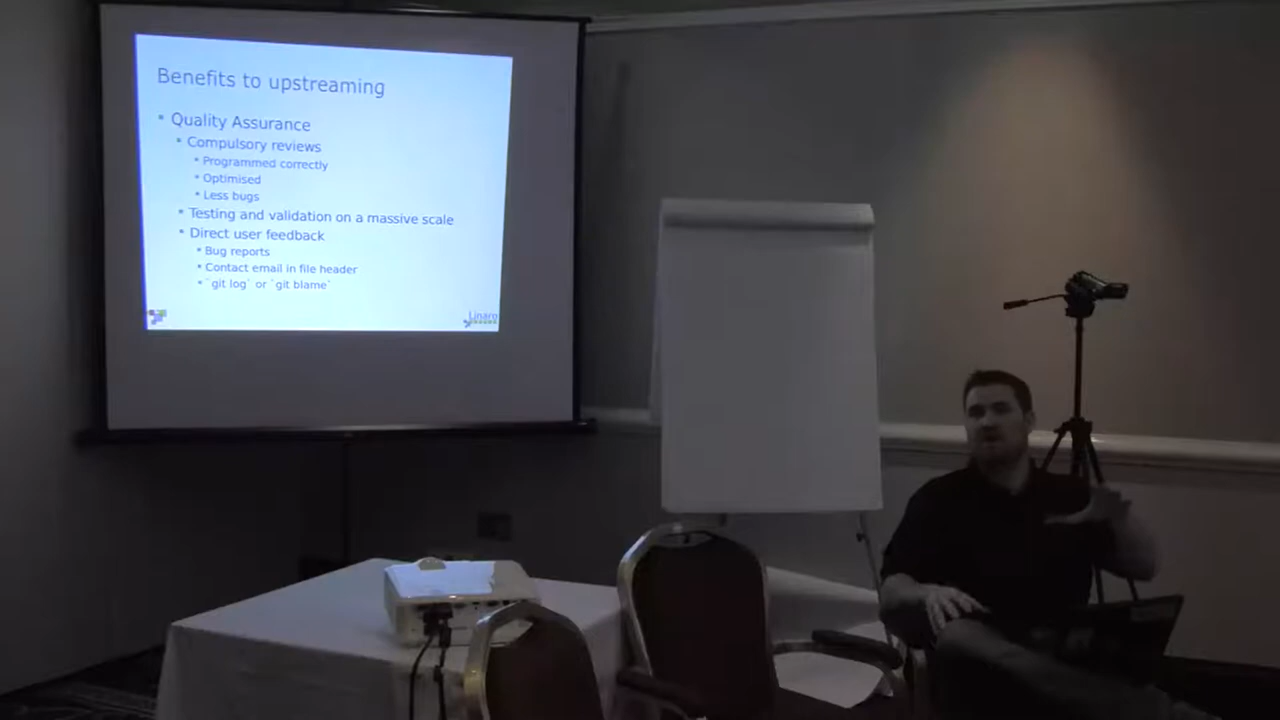 Benefits to upstreaming
Quality Assurance
Compulsory reviews
Programmed correctly
Optimised
Less bugs
Testing and validation on a massive scale
Direct user feedback
Bug reports
Contact email in file header
`git log` or `git blame`
Linaro